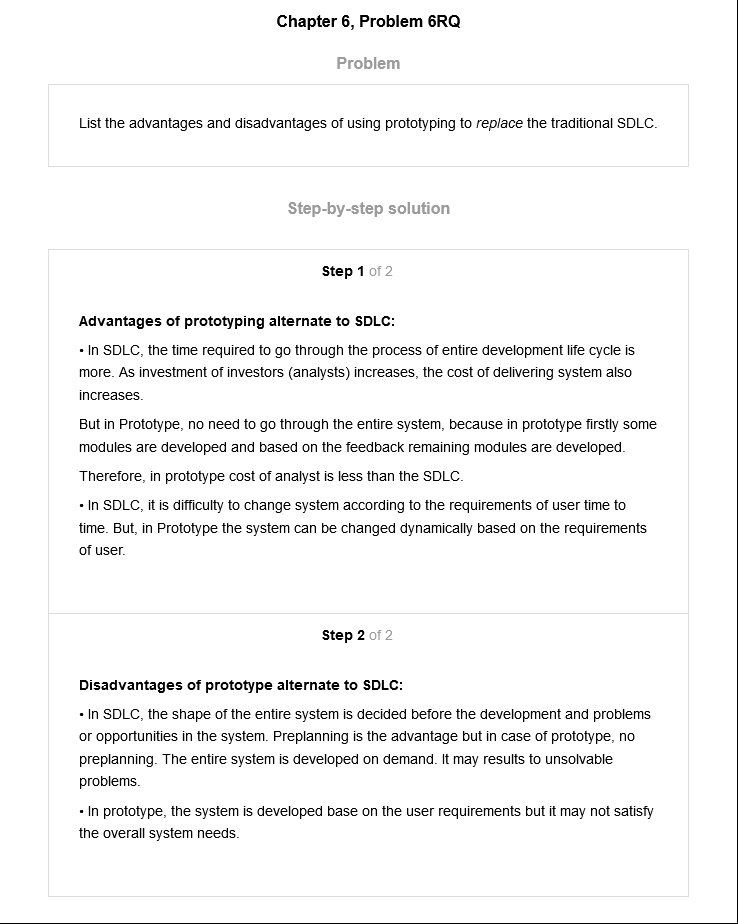 Chapter 6, Problem 6RQ
Problem
List the advantages and disadvantages of using prototyping to replace the traditional SDLC.
Step-by-step solution
Step 1 of 2
Advantages of prototyping alternate to SDLC:
• In SDLC, the time required to go through the process of entire development life cycle is
more. As investment of investors (analysts) increases, the cost of delivering system also
increases.
But in Prototype, no need to go through the entire system, because in prototype firstly some
modules are developed and based on the feedback remaining modules are developed.
Therefore, in prototype cost of analyst is less than the SDLC.
• In SDLC, it is difficulty to change system according to the requirements of user time to
time. But, in Prototype the system can be changed dynamically based on the requirements
of user.
Step 2 of 2
Disadvantages of prototype alternate to SDLC:
• In SDLC, the shape of the entire system is decided before the development and problems
or opportunities in the system. Preplanning is the advantage but in case of prototype, no
preplanning. The entire system is developed on demand. It may results to unsolvable
problems.
• In prototype, the system is developed base on the user requirements but it may not satisfy
the overall system needs.